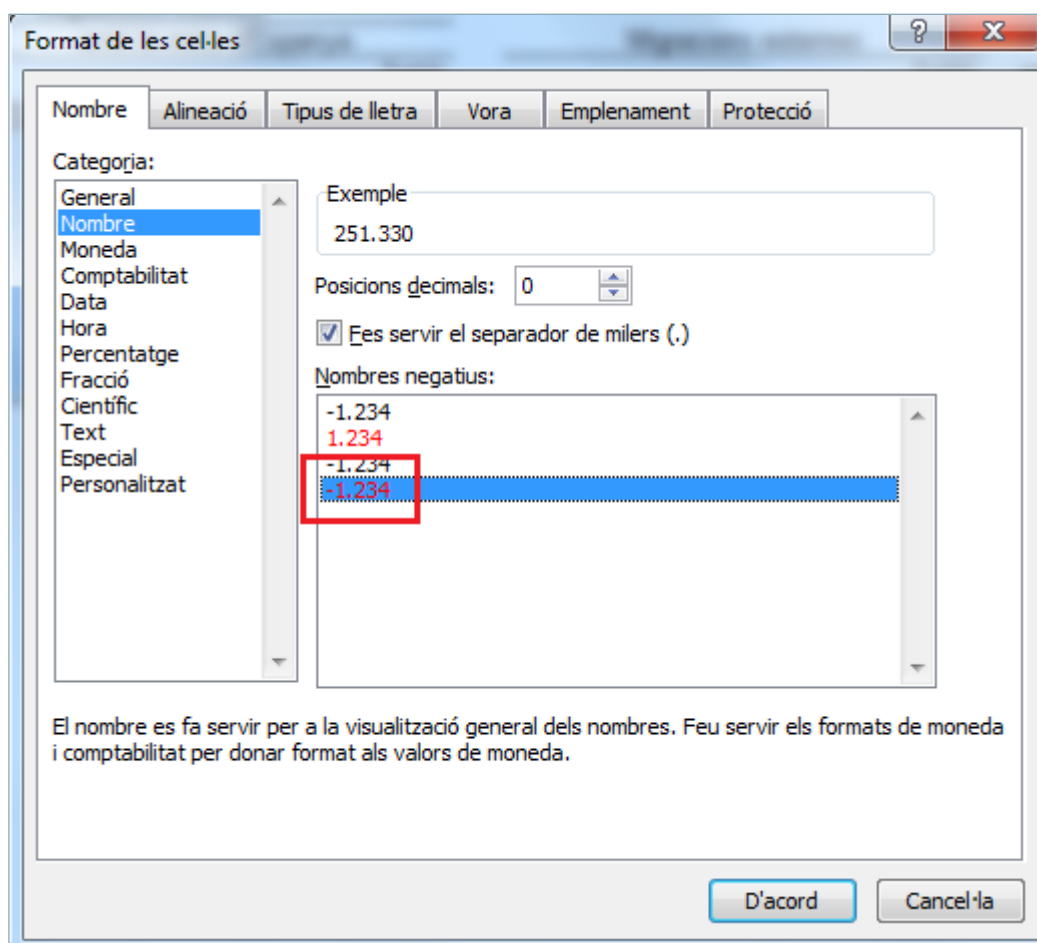 Format de les cel·les
Nombre
Alineació
Tipus de lletra
Vora
Emplenament
Protecció
Categoria:
General
Nombre
Moneda
Comptabilitat
Data
Hora
Percentatge
Fracció
Científic
Text
Especial
Personalitzat
Exemple
251.330
Posicions decimals: 0
Fes servir el separador de milers (.)
Nombres negatius:
-1.234
1.234
-1.234
-1.234
El nombre es fa servir per a la visualització general dels nombres. Feu servir els formats de moneda
i comptabilitat per donar format als valors de moneda.
D'acord
Cancel·la